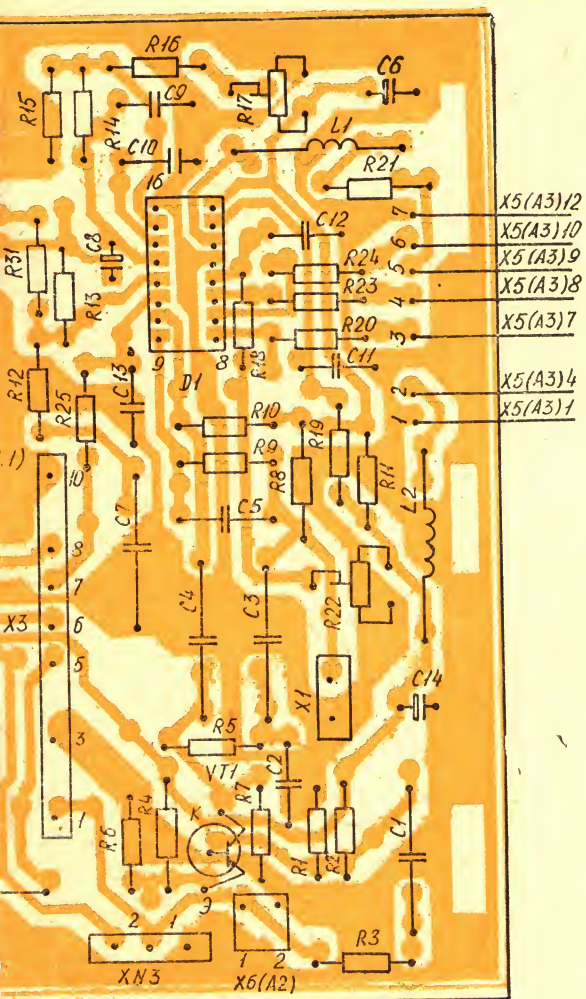 R16
C6
R15
R14
C9
R17
C10
L1
R21
16
X5(A3)12
7
X5(A3)10
6
C12
X5(A3)9
5
R31
C8
R24
X5(A3)8
R13
R23
4
R20
X5(A3)7
3
9
8
R18
C11
D1
R12
C13
X5(A3)4
2
R25
R10
X5(A3)1
1
R9
R19
R8
R11
10
C5
L2
8
C7
7
C4
C3
R22
X3
6
5
X1
C14
R5
3
VT1
C2
1
К
R6
R4
R7
R1
R2
C1
Э
2
1
XN3
1
2
X6(A2)
R3